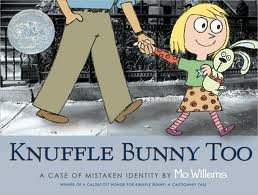 KNUFFLE BUNNY TOO
A CASE OF MISTAKEN IDENTITY BY Mo Willems
WINNER OF A CALDECOTT HONOR FOR KNUFFLE BUNNY: A CAUTIONARY TALE